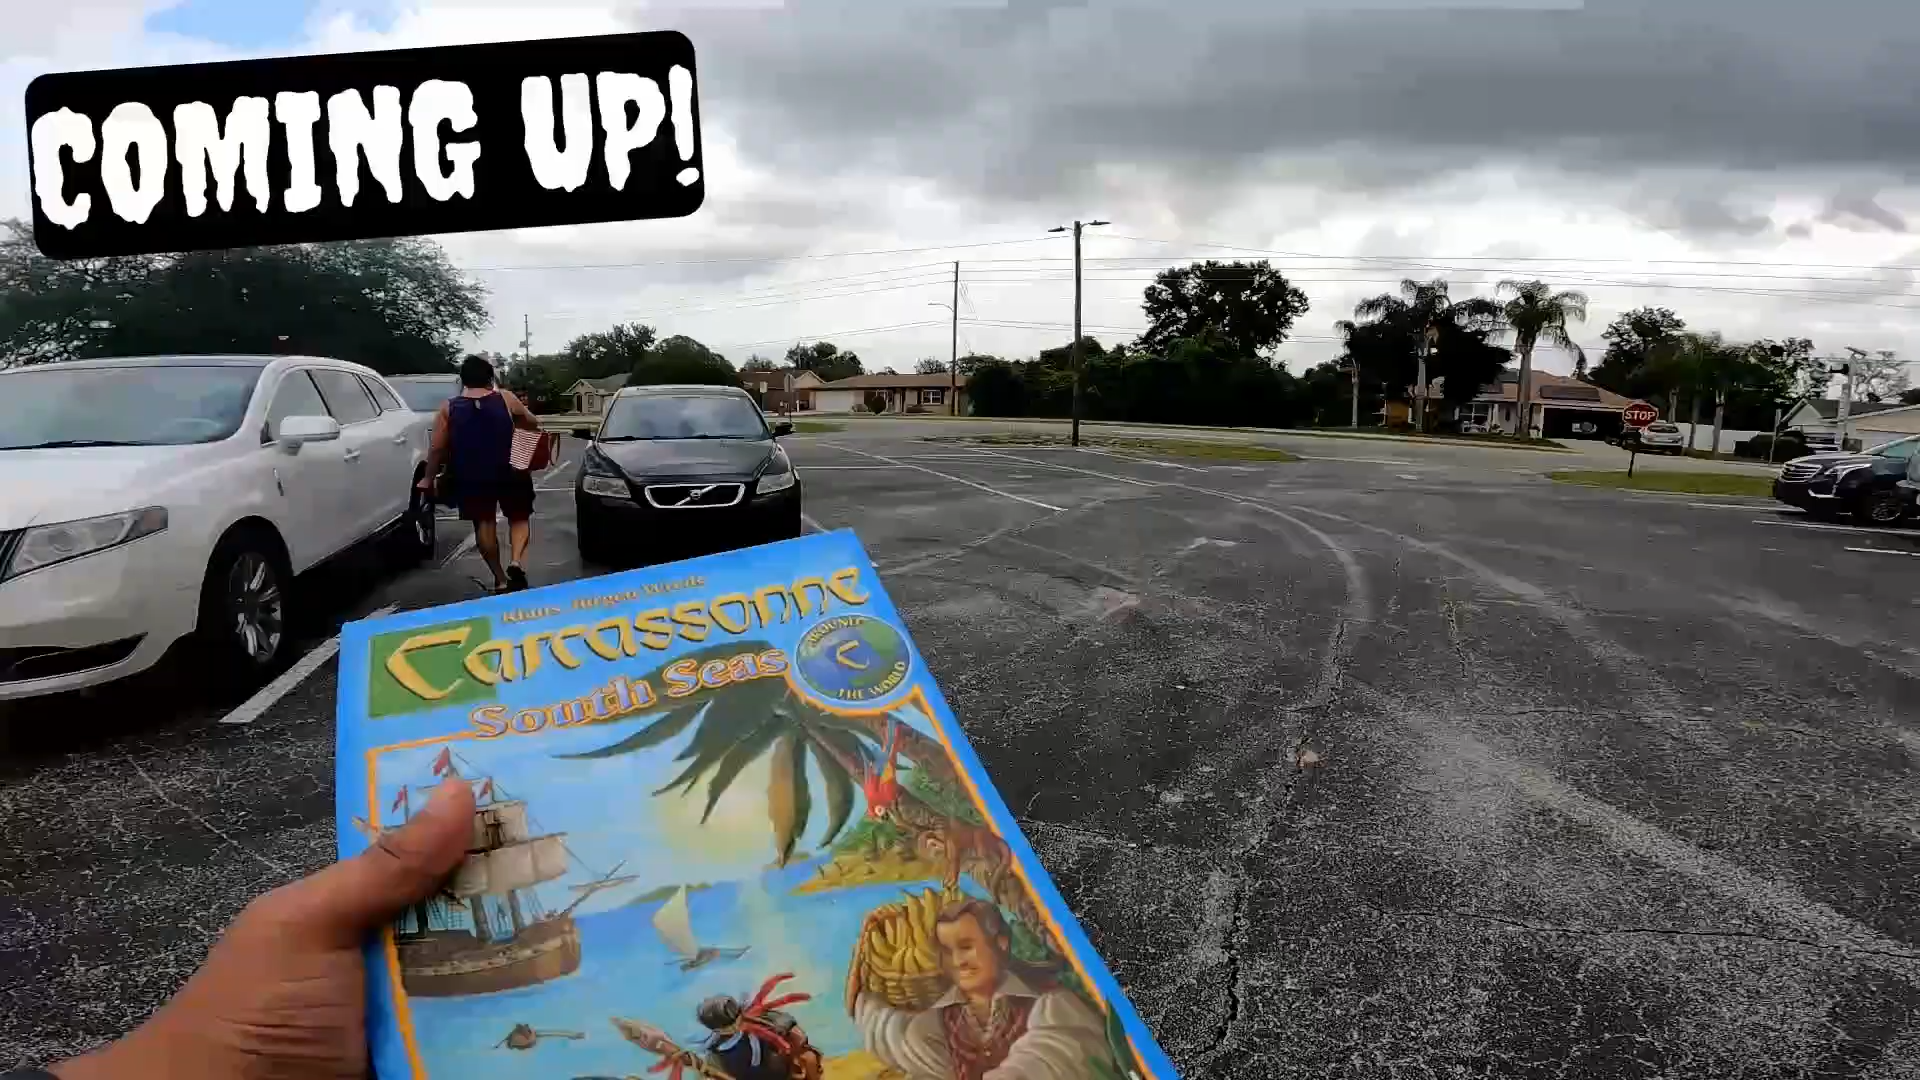 COMING UP!
STOP
Klaus-Jürgen Wrede
Carcassonne
South Seas
AROUND
C
THE WORLD